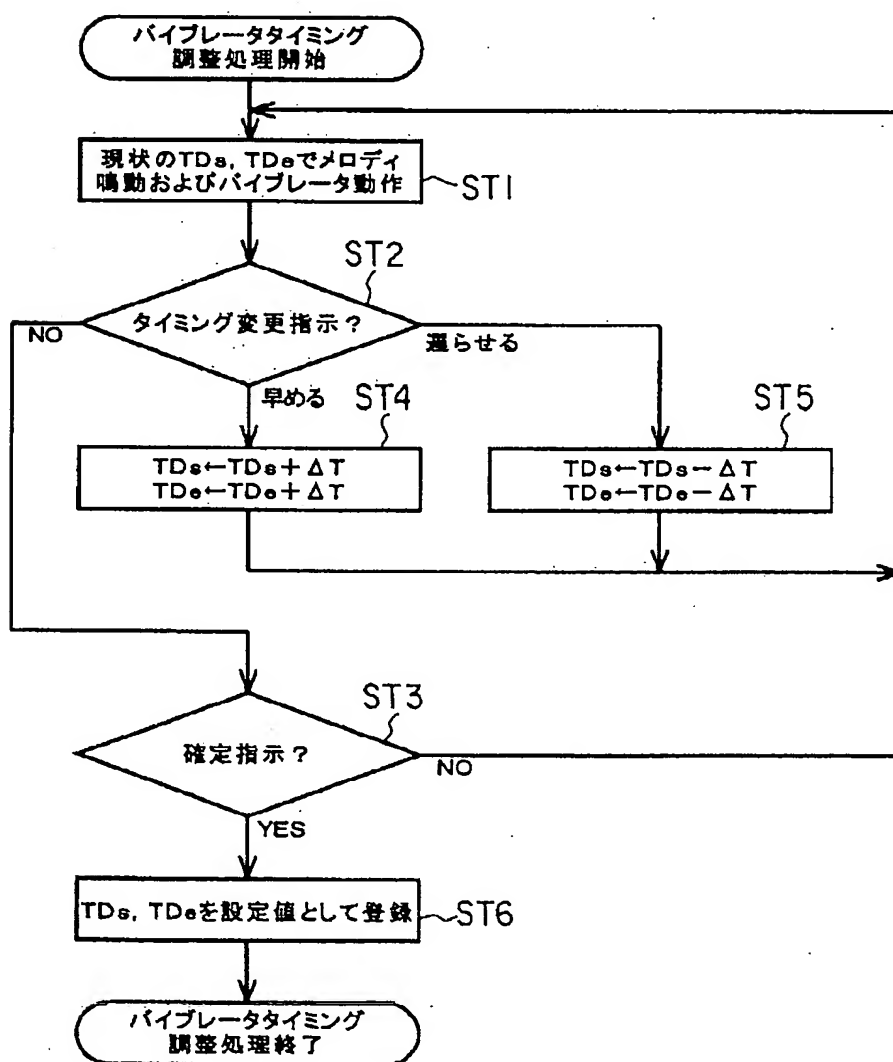 バイブレータタイミング
調整処理開始
現状のTDs, TDeでメロディ
鳴動およびバイブレータ動作
ST1
ST2
タイミング変更指示?
NO
遅らせる
早める
ST4
ST5
TDs←TDs+ΔT
TDe←TDe+ΔT
TDs←TDs−ΔT
TDe←TDe−ΔT
ST3
確定指示?
NO
YES
TDs, TDeを設定値として登録
ST6
バイブレータタイミング
調整処理終了